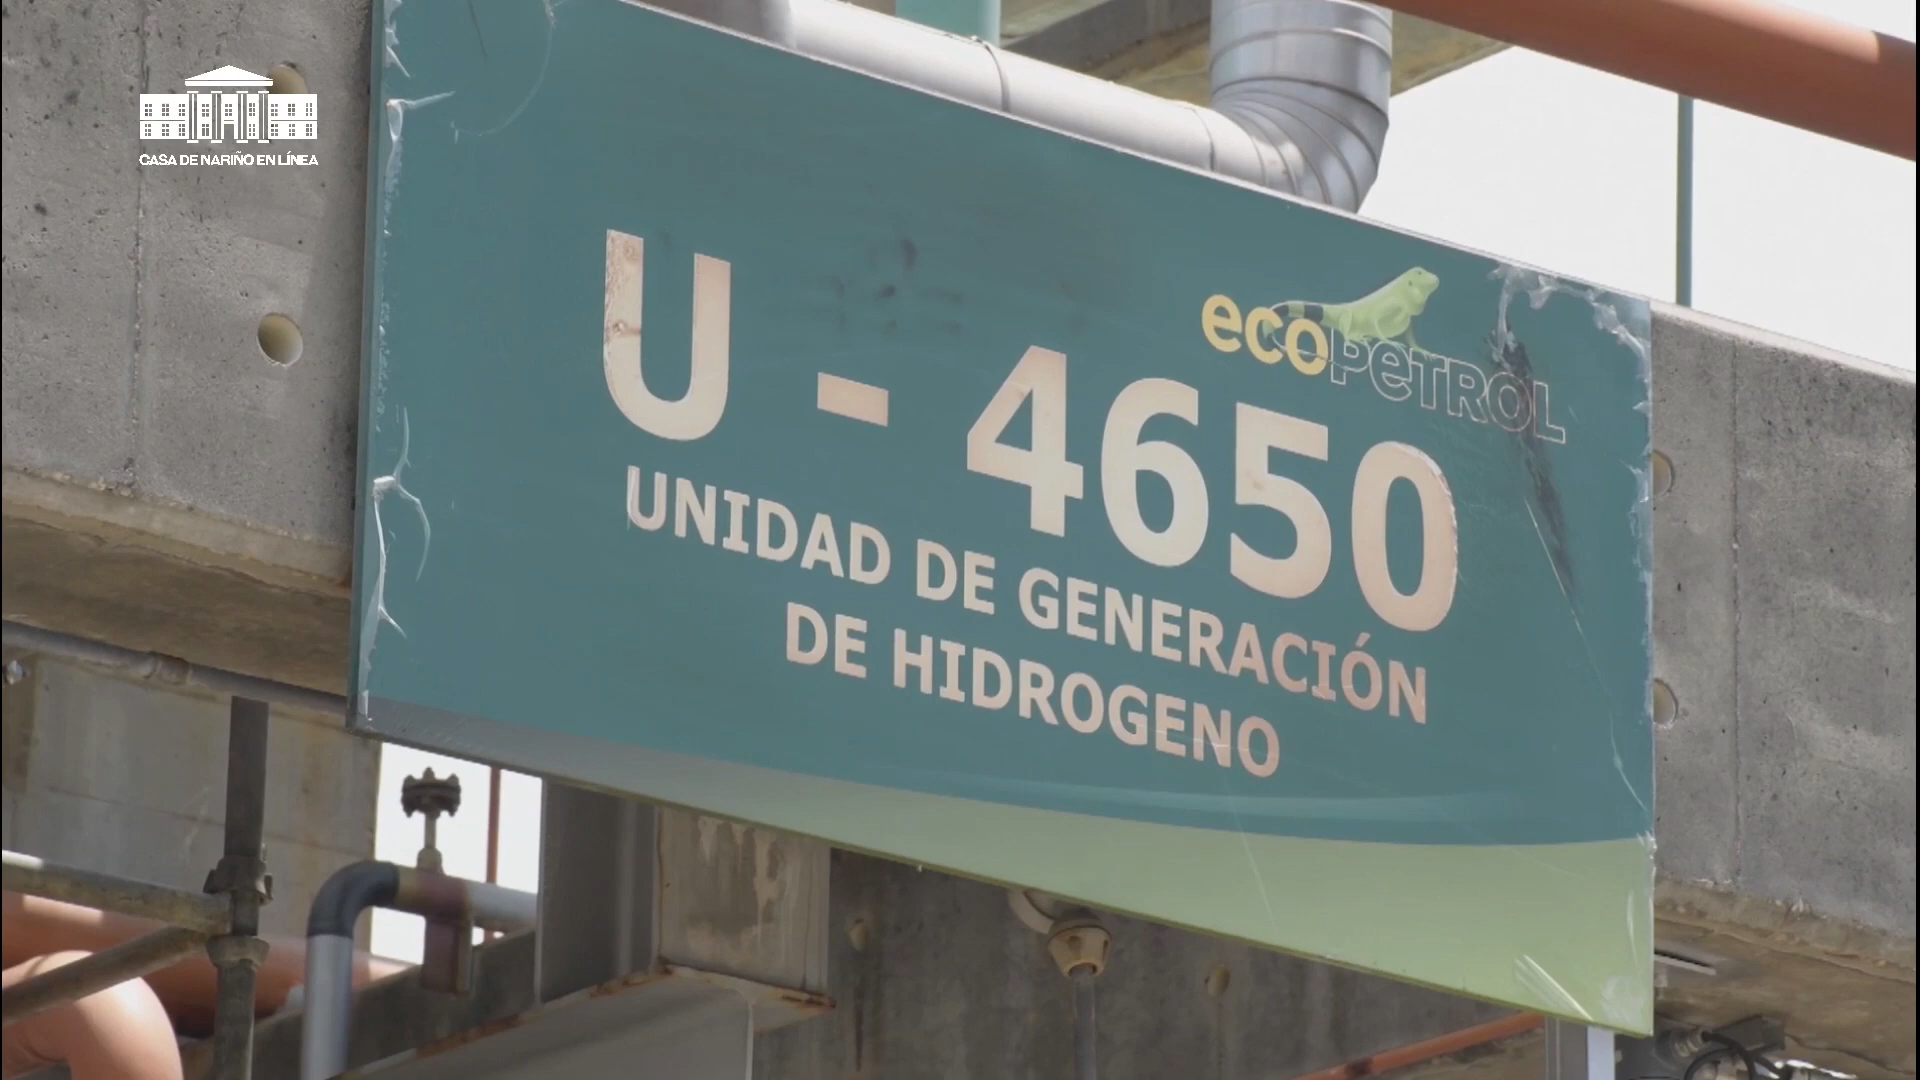 CASA DE NARIÑO EN LÍNEA
ecoPETROL
U - 4650
UNIDAD DE GENERACIÓN
DE HIDROGENO